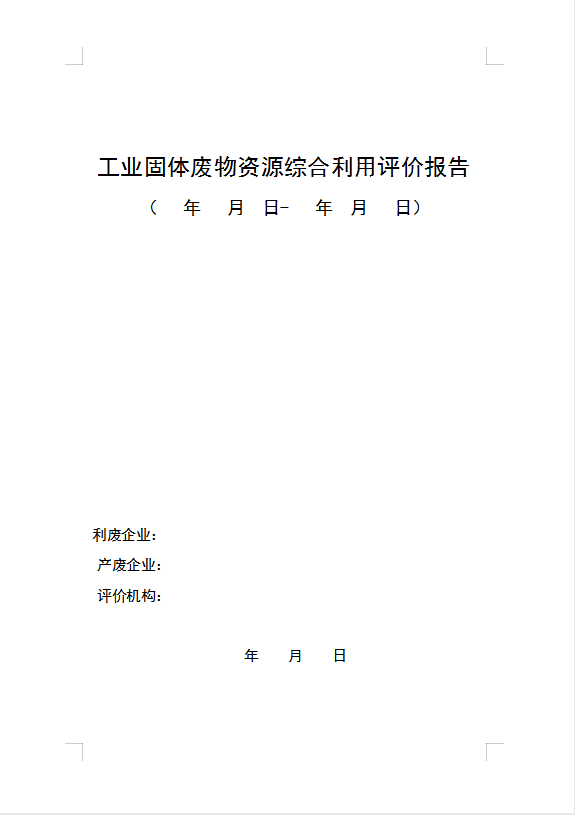 工业固体废物资源综合利用评价报告
（   年   月  日-   年  月   日）
利废企业：
产废企业：
评价机构：
年    月    日